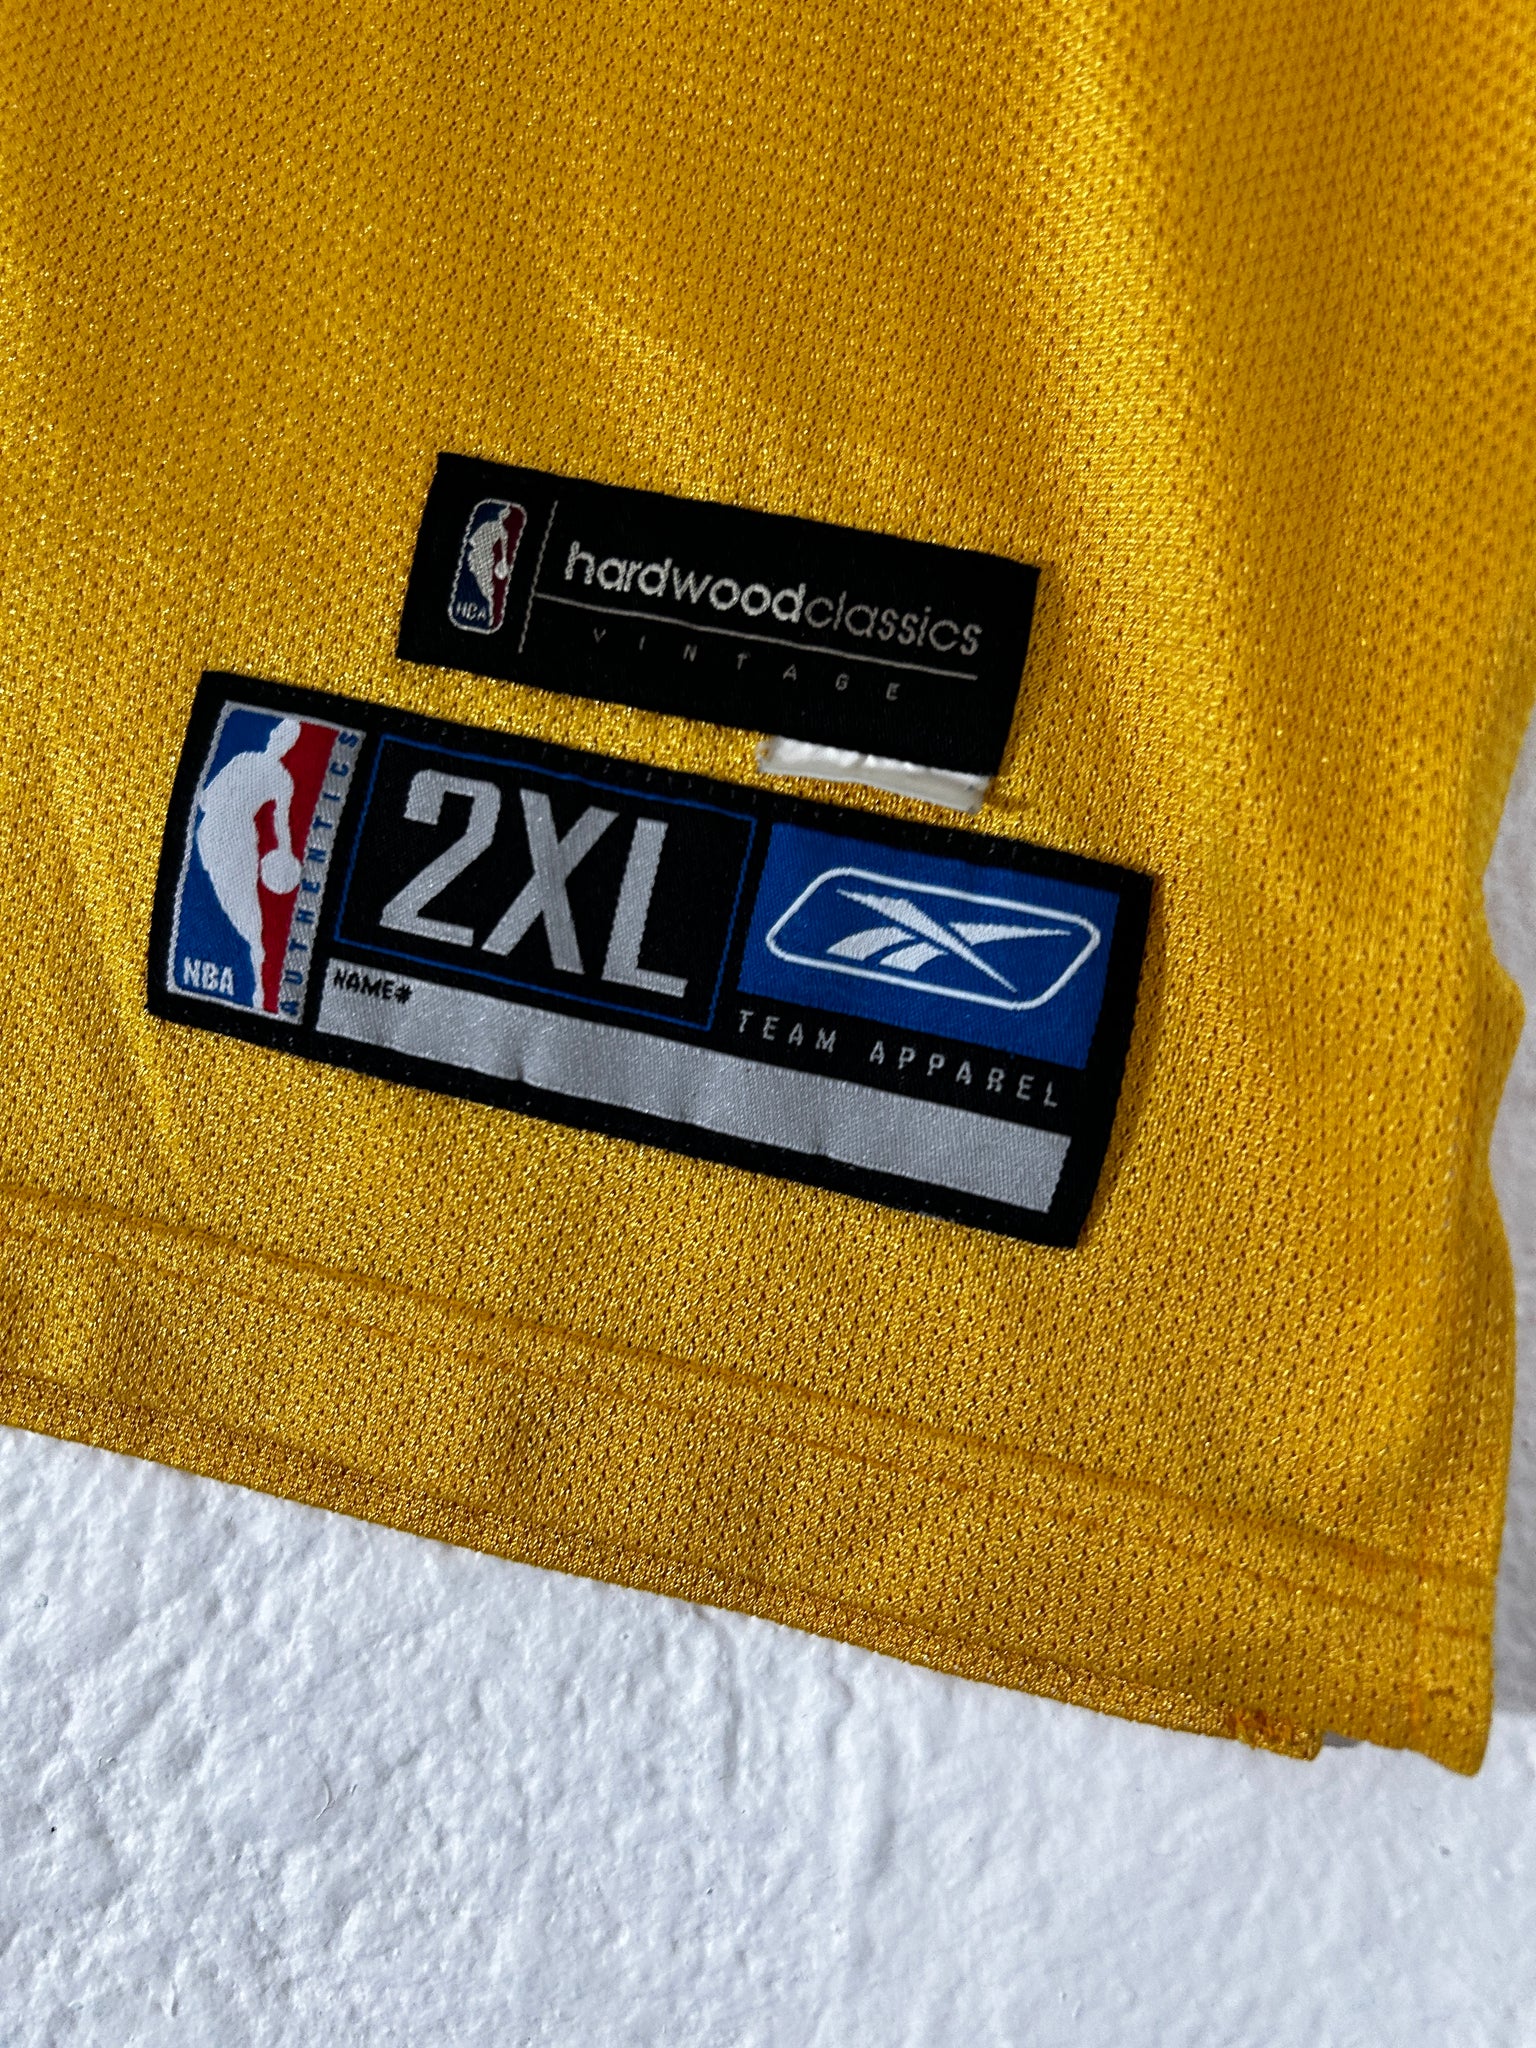 NBA
hardwoodclassics
VINTAGE
NBA
AUTHENTICS
2XL
NAME#
TEAM APPAREL